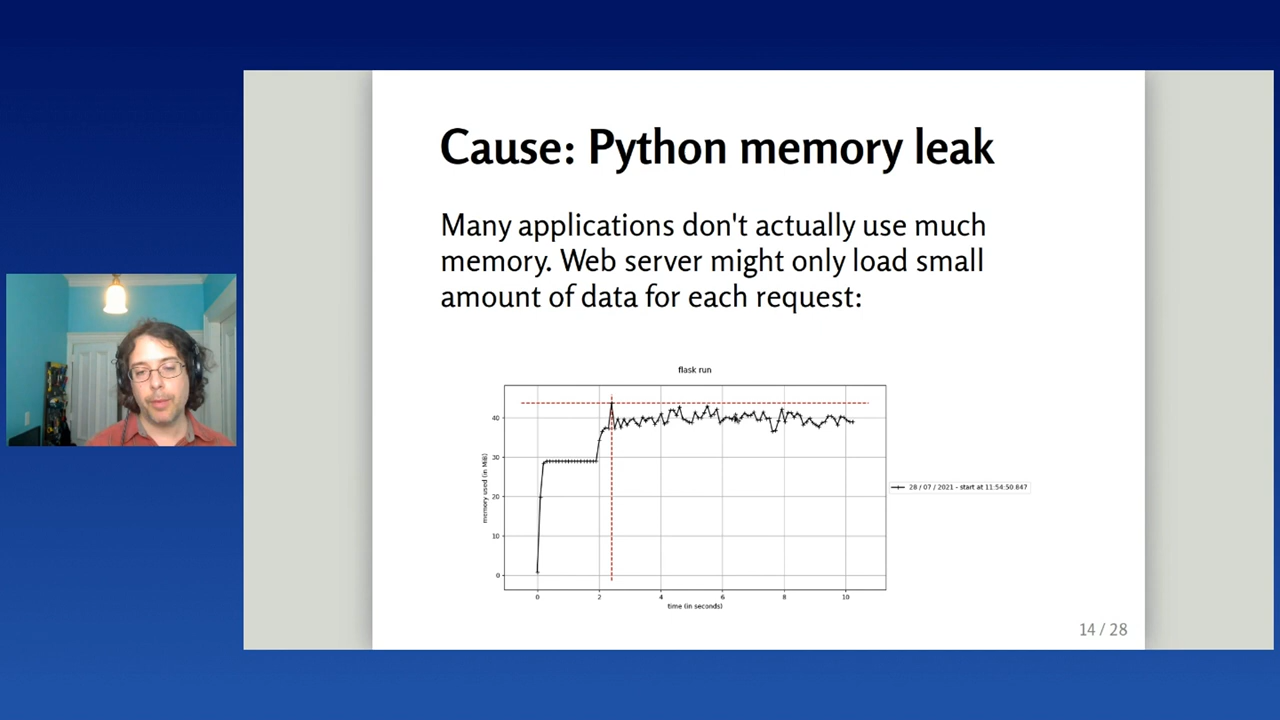 Cause: Python memory leak
Many applications don't actually use much
memory. Web server might only load small
amount of data for each request:
flask run
40
30
20
10
0
memory used (in MiB)
0 2 4 6 8 10
time (in seconds)
28 / 07 / 2021 - start at 11:54:50.847
14 / 28